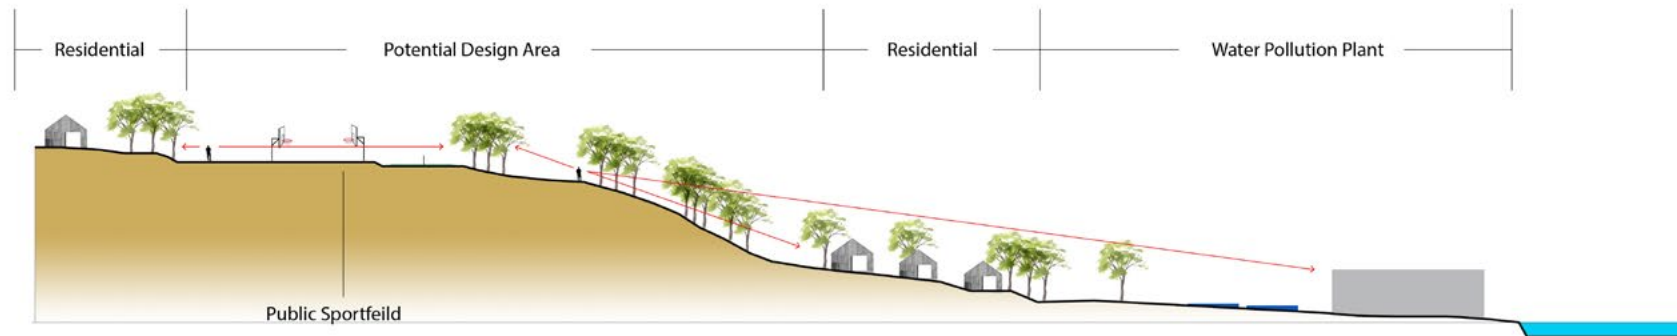 Residential
Potential Design Area
Residential
Water Pollution Plant
Public Sportfeild